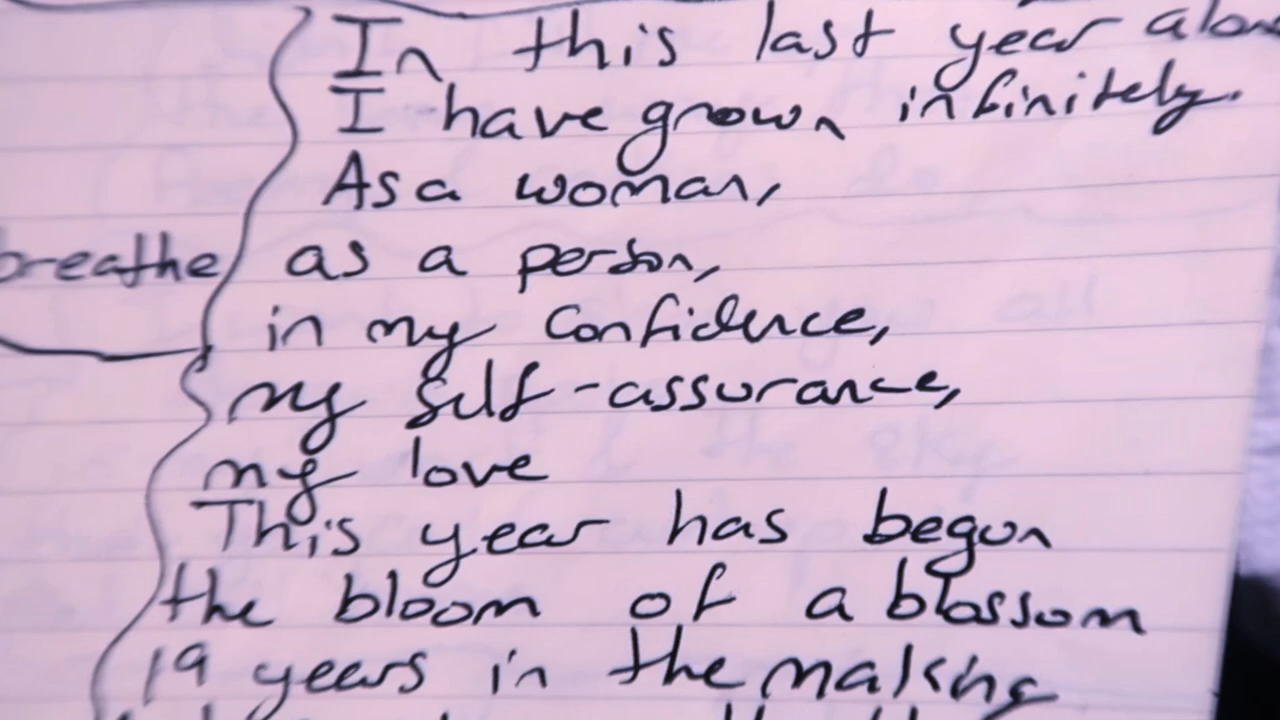 In this last year alone
I have grown infinitely.
As a woman,
breathe as a person,
in my confidence,
my self-assurance,
my love
This year has begun
the bloom of a blossom
19 years in the making